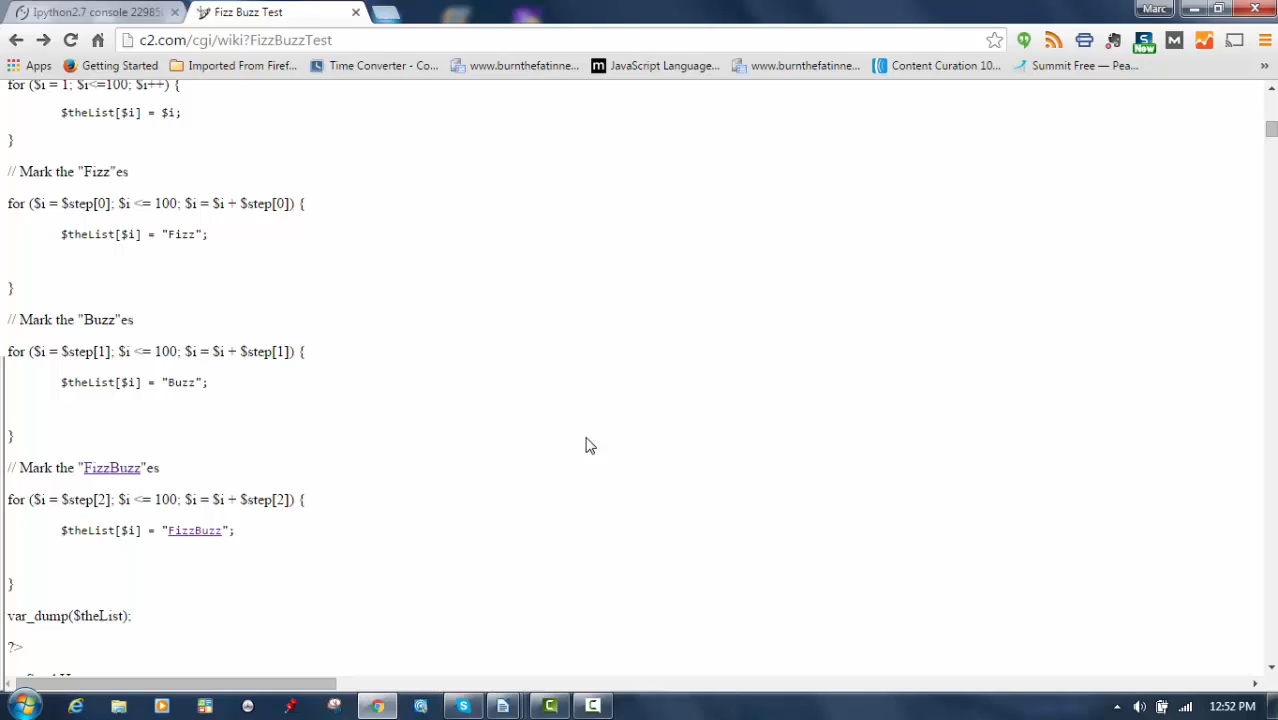 Ipython2.7 console 22985
Fizz Buzz Test
Marc
c2.com/cgi/wiki?FizzBuzzTest
New
Apps
Getting Started
Imported From Firef...
Time Converter - Co...
www.burnthefatinne...
JavaScript Language...
www.burnthefatinne...
Content Curation 10...
Summit Free — Pea...
for ($i = 1; $i<=100; $i++) {
$theList[$i] = $i;
}
// Mark the "Fizz"es
for ($i = $step[0]; $i <= 100; $i = $i + $step[0]) {
$theList[$i] = "Fizz";
}
// Mark the "Buzz"es
for ($i = $step[1]; $i <= 100; $i = $i + $step[1]) {
$theList[$i] = "Buzz";
}
// Mark the "FizzBuzz"es
for ($i = $step[2]; $i <= 100; $i = $i + $step[2]) {
$theList[$i] = "FizzBuzz";
}
var_dump($theList);
?>
12:52 PM